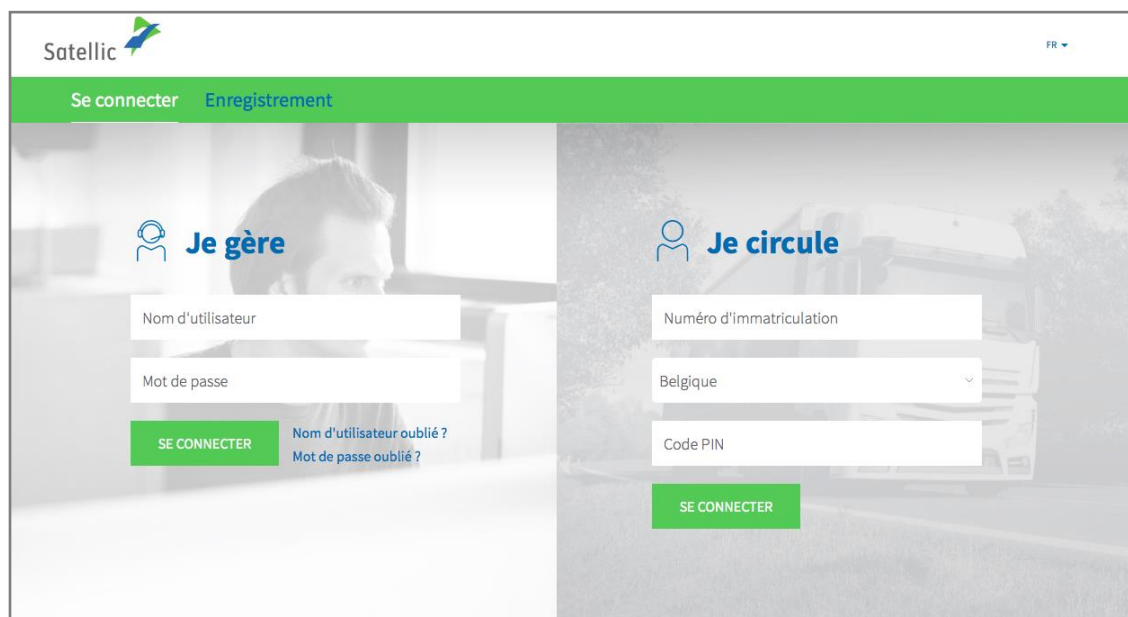 Satellic
FR
Se connecter Enregistrement
Je gère
Nom d'utilisateur
Mot de passe
SE CONNECTER
Nom d'utilisateur oublié ?
Mot de passe oublié ?
Je circule
Numéro d'immatriculation
Belgique
Code PIN
SE CONNECTER